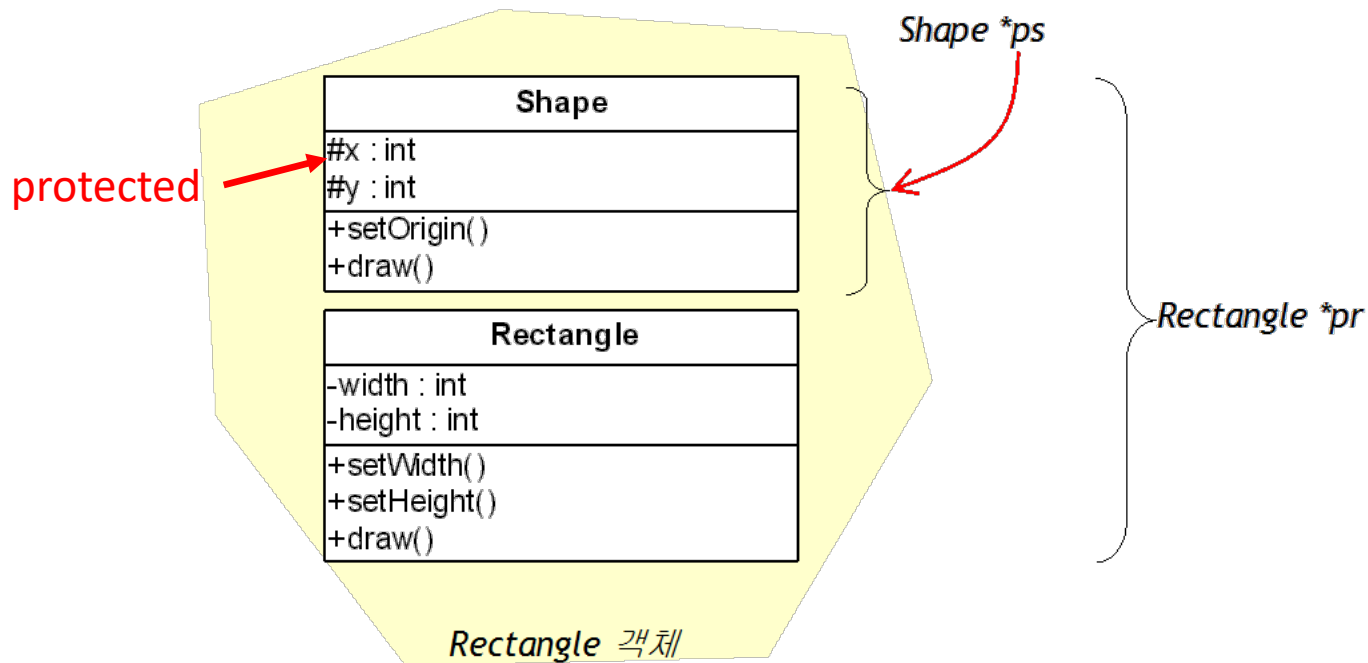 Shape *ps
Shape
#x : int
#y : int
protected
+setOrigin()
+draw()
Rectangle *pr
Rectangle
-width : int
-height : int
+setWidth()
+setHeight()
+draw()
Rectangle 객체